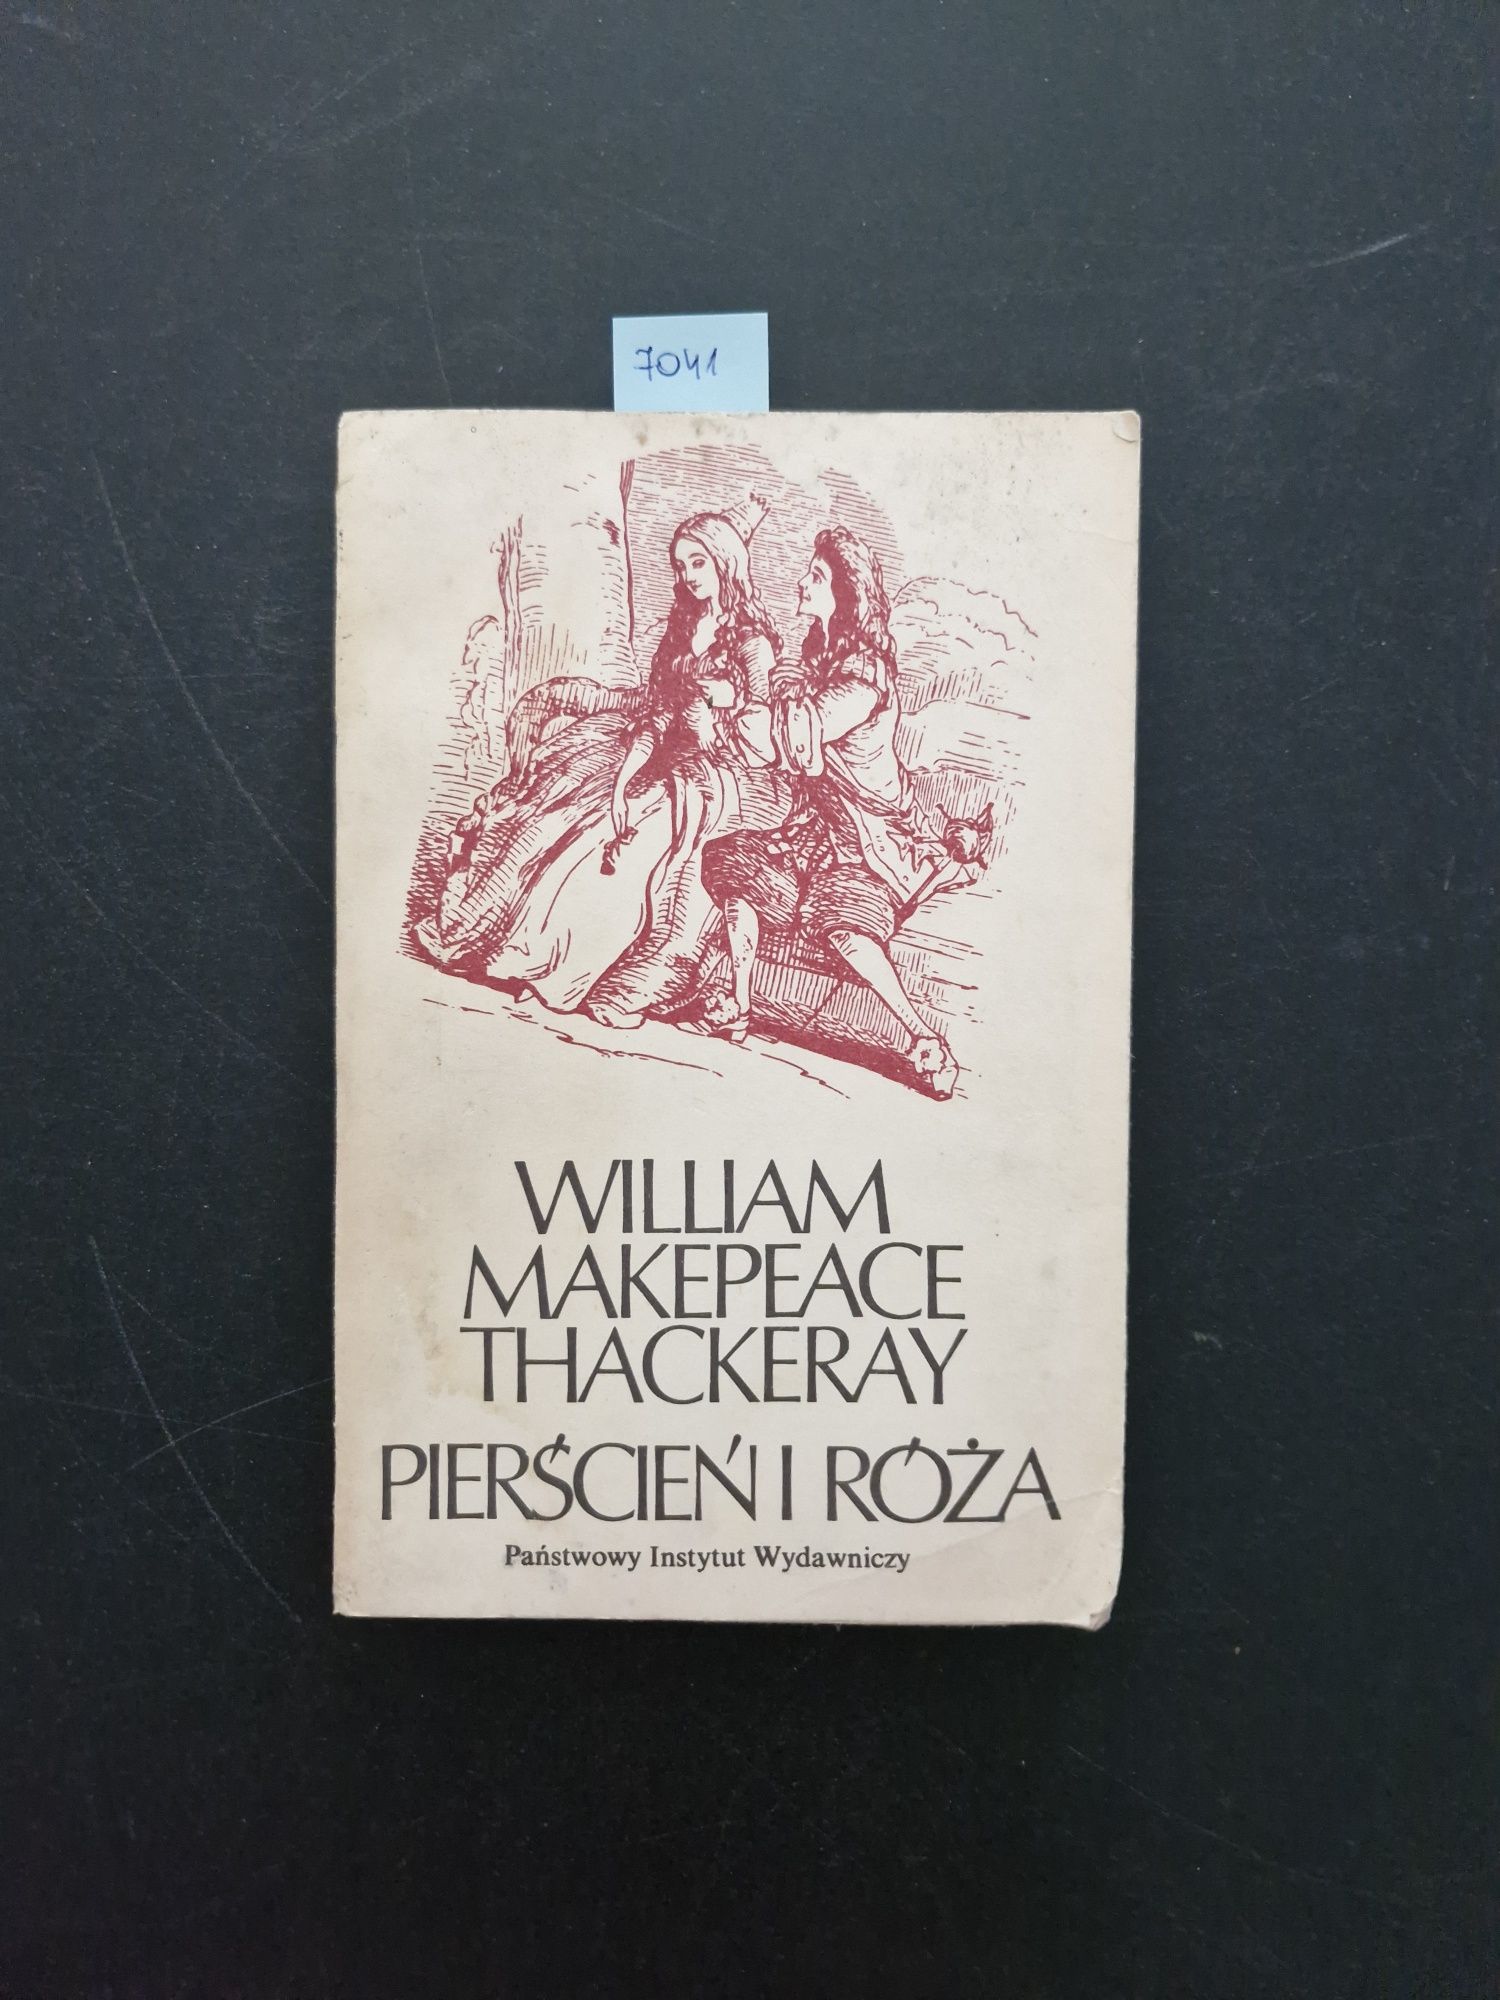 7041
WILLIAM
MAKEPEACE
THACKERAY
PIERŚCIEŃ I RÓŻA
Państwowy Instytut Wydawniczy